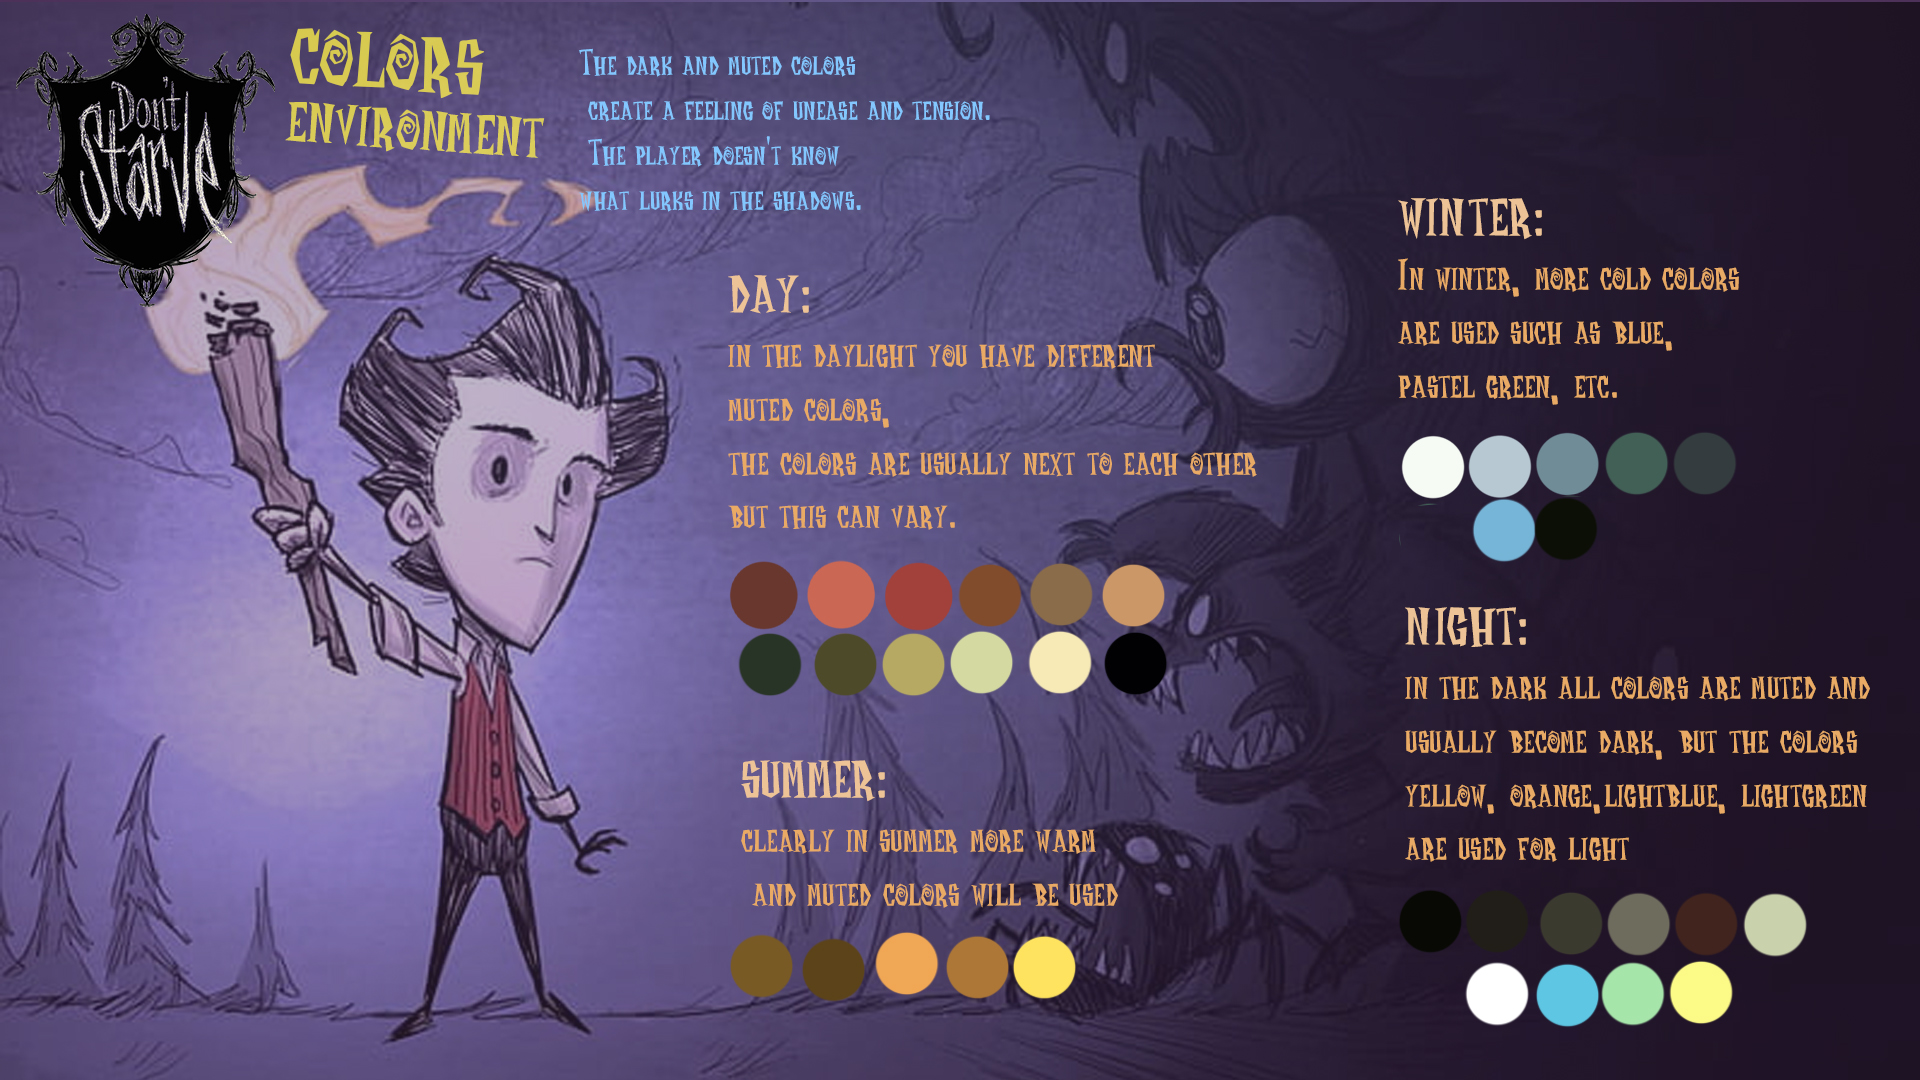 Don't
Starve
COLORS
ENVIRONMENT
The dark and muted colors
create a feeling of unease and tension.
The player doesn't know
what lurks in the shadows.
DAY:
in the daylight you have different
muted colors,
the colors are usually next to each other
but this can vary.
SUMMER:
clearly in summer more warm
and muted colors will be used
WINTER:
In winter, more cold colors
are used such as blue,
pastel green, etc.
NIGHT:
in the dark all colors are muted and
usually become dark, but the colors
yellow, orange,lightblue, lightgreen
are used for light